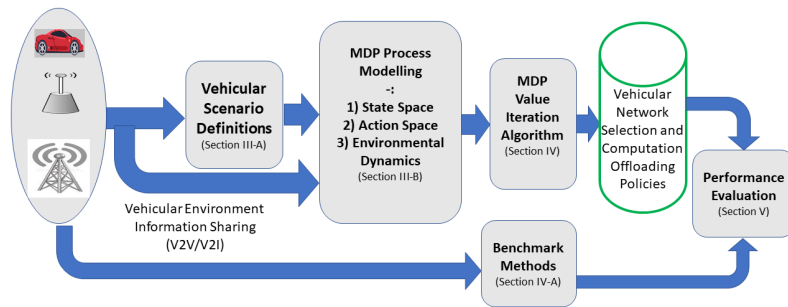 Vehicular
Scenario
Definitions
(Section III-A)
MDP Process
Modelling
-:
1) State Space
2) Action Space
3) Environmental
Dynamics
(Section III-B)
MDP
Value
Iteration
Algorithm
(Section IV)
Vehicular
Network
Selection and
Computation
Offloading
Policies
Performance
Evaluation
(Section V)
Vehicular Environment
Information Sharing
(V2V/V2I)
Benchmark
Methods
(Section IV-A)